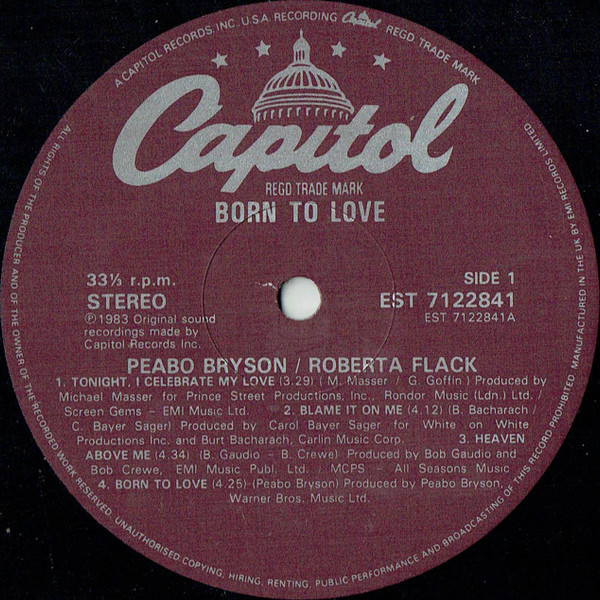 A CAPITOL RECORDS, INC. U.S.A. RECORDING Capitol REGD. TRADE MARK
Capitol
REGD. TRADE MARK
BORN TO LOVE
33⅓ r.p.m.
STEREO
℗ 1983 Original sound
recordings made by
Capitol Records Inc.
SIDE 1
EST 7122841
EST 7122841A
PEABO BRYSON / ROBERTA FLACK
1. TONIGHT, I CELEBRATE MY LOVE (3.29) ( M. Masser / G. Goffin ) Produced by
Michael Masser for Prince Street Productions, Inc., Rondor Music (Ldn.) Ltd. /
Screen Gems – EMI Music Ltd. 2. BLAME IT ON ME (4.12) (B. Bacharach /
C. Bayer Sager) Produced by Carol Bayer Sager for White on White
Productions Inc. and Burt Bacharach, Carlin Music Corp. 3. HEAVEN
ABOVE ME (4.34) (B. Gaudio – B. Crewe) Produced by Bob Gaudio and
Bob Crewe, EMI Music Publ. Ltd. / MCPS – All Seasons Music
4. BORN TO LOVE (4.25) (Peabo Bryson) Produced by Peabo Bryson,
Warner Bros. Music Ltd.
ALL RIGHTS OF THE PRODUCER AND OF THE OWNER OF THE RECORDED WORK RESERVED. UNAUTHORISED COPYING, HIRING, RENTING, PUBLIC PERFORMANCE AND BROADCASTING OF THIS RECORD PROHIBITED. MANUFACTURED IN THE UK BY EMI RECORDS LIMITED